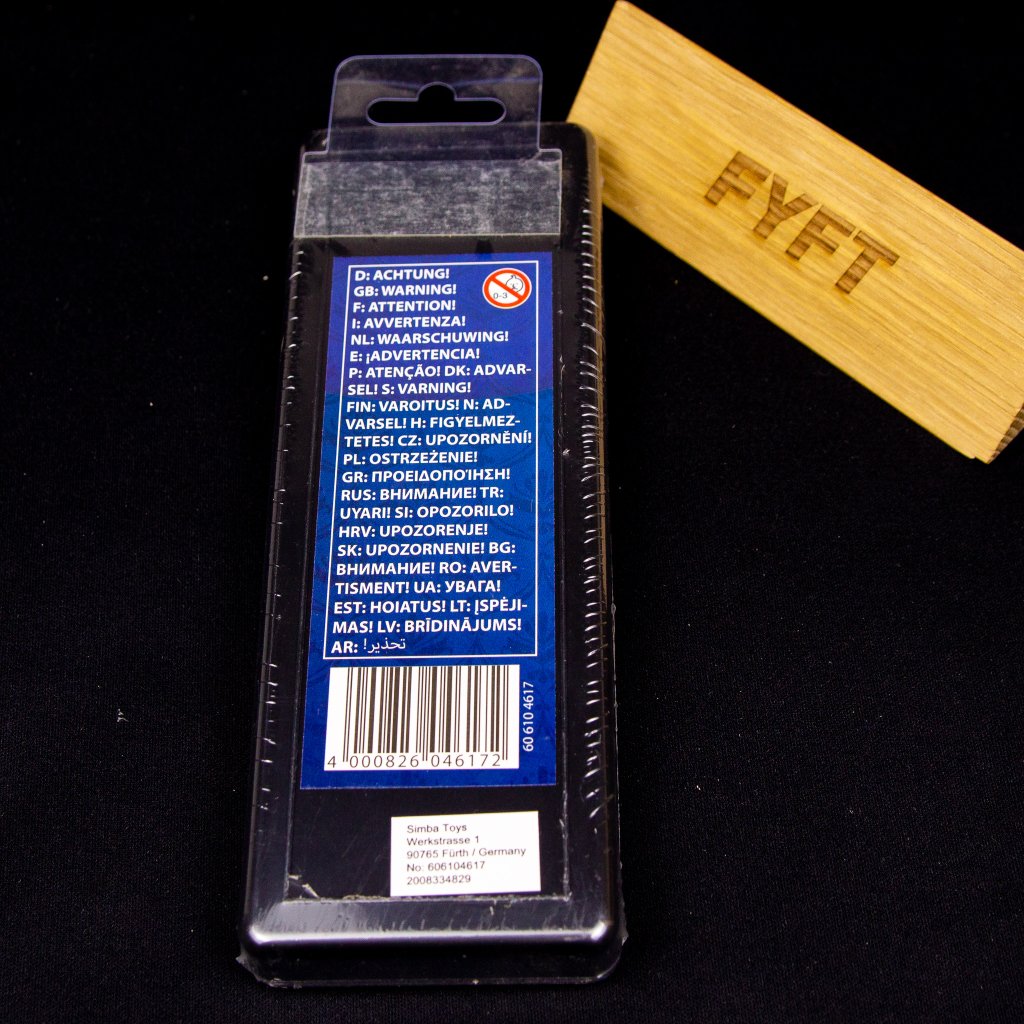 FYFT
D: ACHTUNG!
GB: WARNING!
F: ATTENTION!
I: AVVERTENZA!
NL: WAARSCHUWING!
E: ¡ADVERTENCIA!
P: ATENÇÃO! DK: ADVAR-
SEL! S: VARNING!
FIN: VAROITUS! N: AD-
VARSEL! H: FIGYELMEZ-
TETES! CZ: UPOZORNĚNÍ!
PL: OSTRZEŻENIE!
GR: ΠΡΟΕΙΔΟΠΟΊΗΣΗ!
RUS: ВНИМАНИЕ! TR:
UYARI! SI: OPOZORILO!
HRV: UPOZORENJE!
SK: UPOZORNENIE! BG:
ВНИМАНИЕ! RO: AVER-
TISMENT! UA: УВАГА!
EST: HOIATUS! LT: ĮSPĖJI-
MAS! LV: BRĪDINĀJUMS!
AR: تحذير!
0-3
4 000826 046172
60 610 4617
Simba Toys
Werkstrasse 1
90765 Fürth / Germany
No: 606104617
2008334829